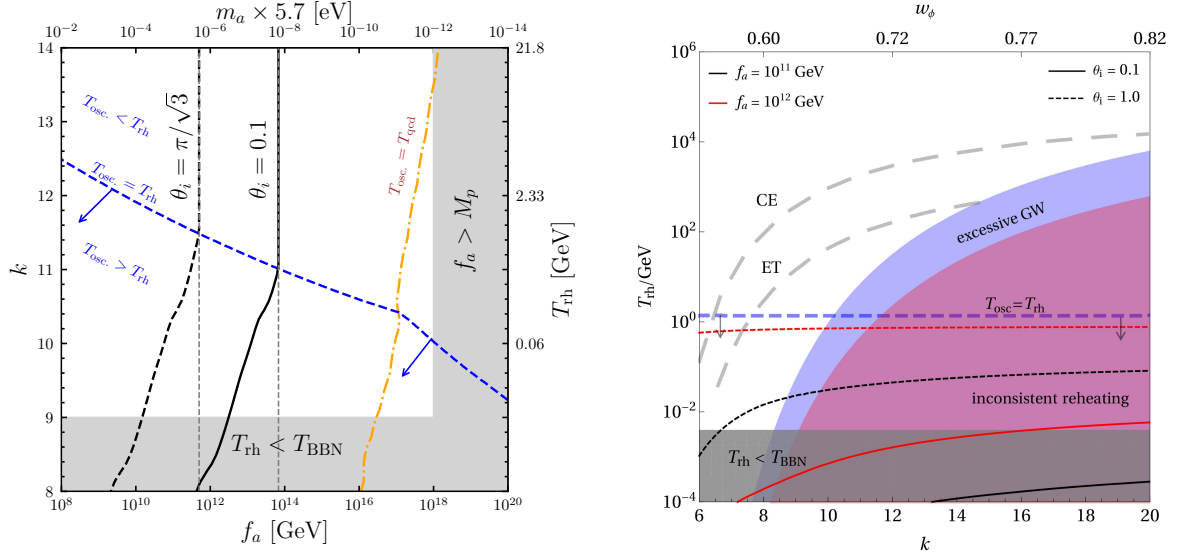 m_a × 5.7 [eV]
10^{-2} 10^{-4} 10^{-6} 10^{-8} 10^{-10} 10^{-12} 10^{-14}
14 21.8
13
12 2.33
11
10 0.06
9
8
k
T_rh [GeV]
T_osc. < T_rh
T_osc. = T_rh
T_osc. > T_rh
θ_i = π/√3
θ_i = 0.1
T_osc. = T_qcd
f_a > M_p
T_rh < T_BBN
10^8 10^{10} 10^{12} 10^{14} 10^{16} 10^{18} 10^{20}
f_a [GeV]
w_ϕ
0.60 0.72 0.77 0.82
10^6
10^4
10^2
10^0
10^{-2}
10^{-4}
T_rh/GeV
f_a = 10^{11} GeV
f_a = 10^{12} GeV
θ_i = 0.1
θ_i = 1.0
CE
ET
excessive GW
T_osc = T_rh
inconsistent reheating
T_rh < T_BBN
6 8 10 12 14 16 18 20
k